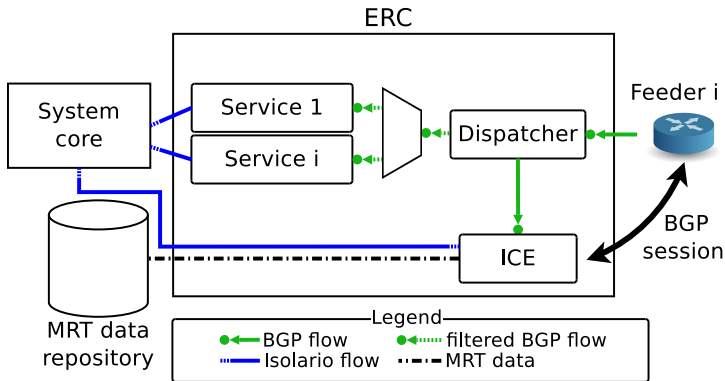 ERC
System
core
Service 1
Service i
Dispatcher
Feeder i
ICE
BGP
session
MRT data
repository
Legend
BGP flow
filtered BGP flow
Isolario flow
MRT data